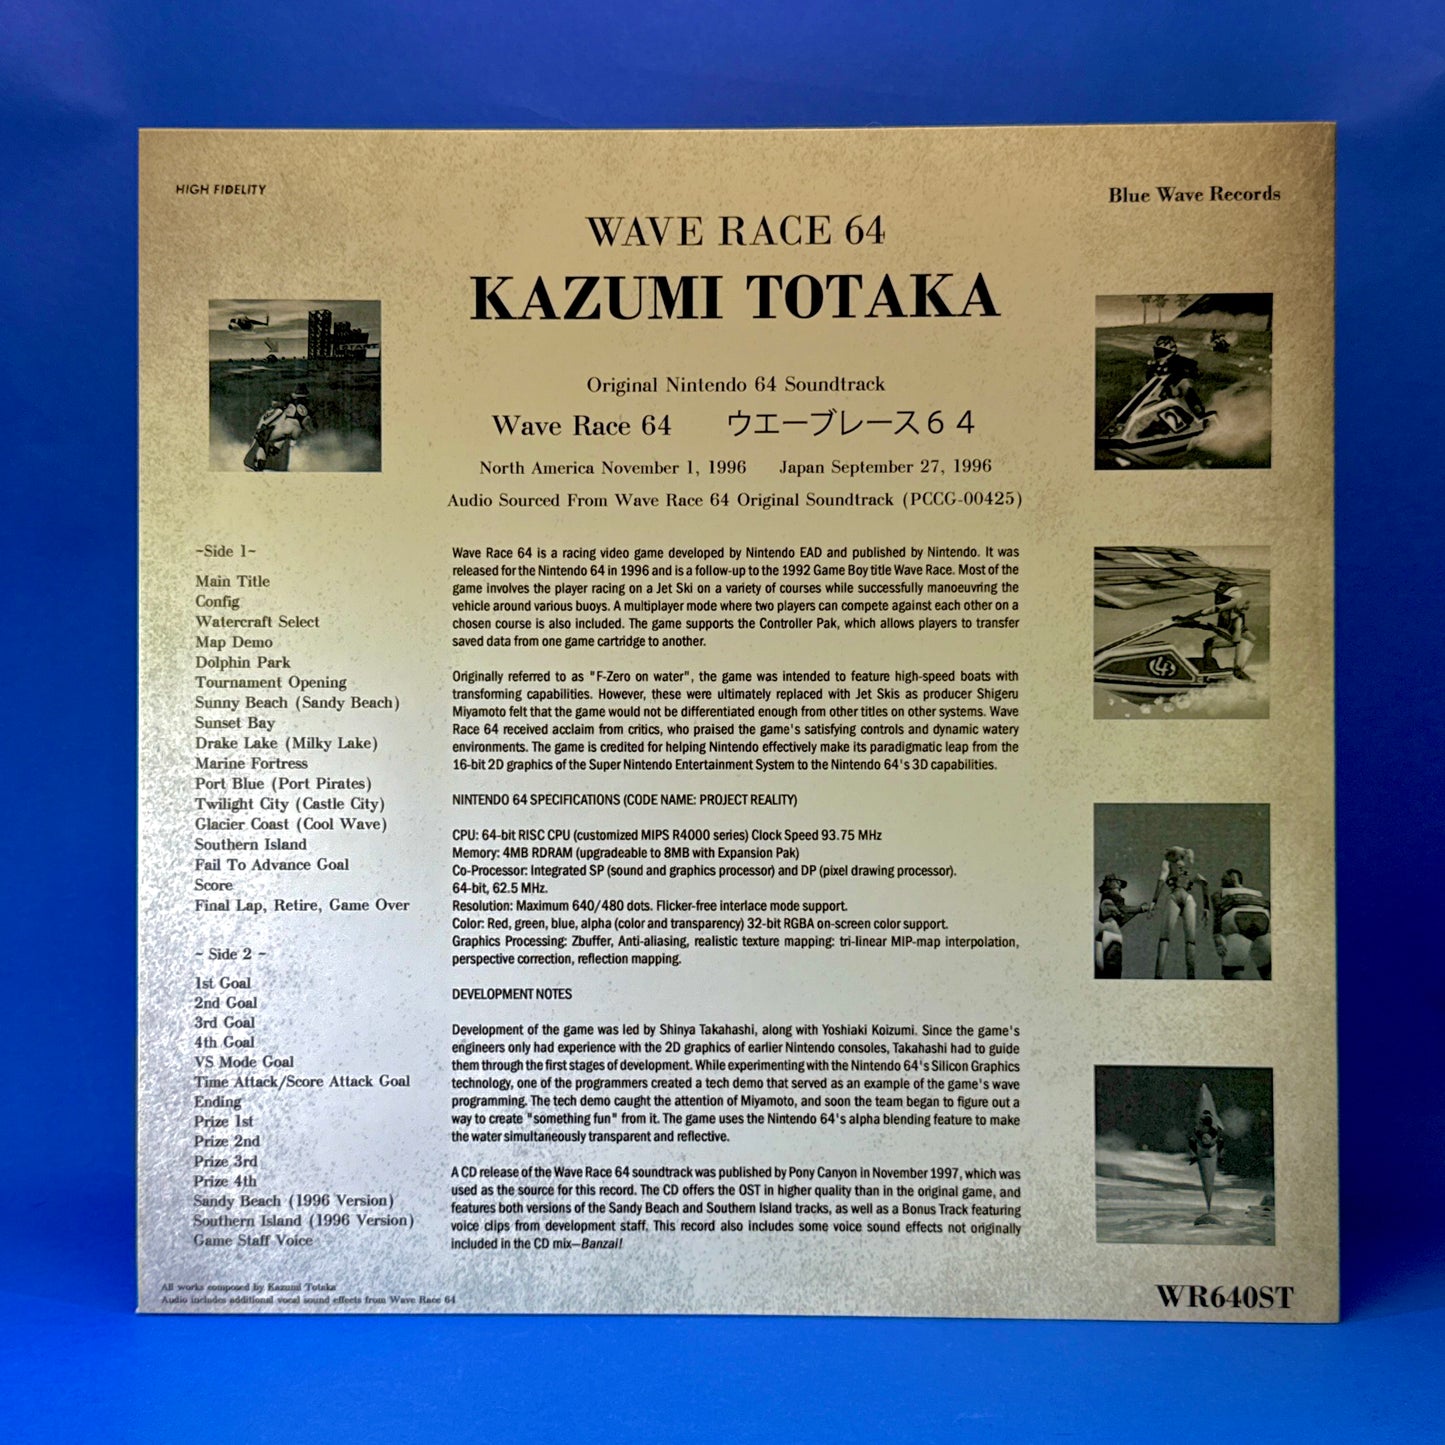 HIGH FIDELITY
Blue Wave Records
WAVE RACE 64
KAZUMI TOTAKA
Original Nintendo 64 Soundtrack
Wave Race 64 ウエーブレース６４
North America November 1, 1996 Japan September 27, 1996
Audio Sourced From Wave Race 64 Original Soundtrack (PCCG-00425)
~Side 1~
Main Title
Config
Watercraft Select
Map Demo
Dolphin Park
Tournament Opening
Sunny Beach (Sandy Beach)
Sunset Bay
Drake Lake (Milky Lake)
Marine Fortress
Port Blue (Port Pirates)
Twilight City (Castle City)
Glacier Coast (Cool Wave)
Southern Island
Fail To Advance Goal
Score
Final Lap, Retire, Game Over
~ Side 2 ~
1st Goal
2nd Goal
3rd Goal
4th Goal
VS Mode Goal
Time Attack/Score Attack Goal
Ending
Prize 1st
Prize 2nd
Prize 3rd
Prize 4th
Sandy Beach (1996 Version)
Southern Island (1996 Version)
Game Staff Voice
Wave Race 64 is a racing video game developed by Nintendo EAD and published by Nintendo. It was
released for the Nintendo 64 in 1996 and is a follow-up to the 1992 Game Boy title Wave Race. Most of the
game involves the player racing on a Jet Ski on a variety of courses while successfully manoeuvring the
vehicle around various buoys. A multiplayer mode where two players can compete against each other on a
chosen course is also included. The game supports the Controller Pak, which allows players to transfer
saved data from one game cartridge to another.
Originally referred to as "F-Zero on water", the game was intended to feature high-speed boats with
transforming capabilities. However, these were ultimately replaced with Jet Skis as producer Shigeru
Miyamoto felt that the game would not be differentiated enough from other titles on other systems. Wave
Race 64 received acclaim from critics, who praised the game's satisfying controls and dynamic watery
environments. The game is credited for helping Nintendo effectively make its paradigmatic leap from the
16-bit 2D graphics of the Super Nintendo Entertainment System to the Nintendo 64's 3D capabilities.
NINTENDO 64 SPECIFICATIONS (CODE NAME: PROJECT REALITY)
CPU: 64-bit RISC CPU (customized MIPS R4000 series) Clock Speed 93.75 MHz
Memory: 4MB RDRAM (upgradeable to 8MB with Expansion Pak)
Co-Processor: Integrated SP (sound and graphics processor) and DP (pixel drawing processor).
64-bit, 62.5 MHz.
Resolution: Maximum 640/480 dots. Flicker-free interlace mode support.
Color: Red, green, blue, alpha (color and transparency) 32-bit RGBA on-screen color support.
Graphics Processing: Zbuffer, Anti-aliasing, realistic texture mapping: tri-linear MIP-map interpolation,
perspective correction, reflection mapping.
DEVELOPMENT NOTES
Development of the game was led by Shinya Takahashi, along with Yoshiaki Koizumi. Since the game's
engineers only had experience with the 2D graphics of earlier Nintendo consoles, Takahashi had to guide
them through the first stages of development. While experimenting with the Nintendo 64's Silicon Graphics
technology, one of the programmers created a tech demo that served as an example of the game's wave
programming. The tech demo caught the attention of Miyamoto, and soon the team began to figure out a
way to create "something fun" from it. The game uses the Nintendo 64's alpha blending feature to make
the water simultaneously transparent and reflective.
A CD release of the Wave Race 64 soundtrack was published by Pony Canyon in November 1997, which was
used as the source for this record. The CD offers the OST in higher quality than in the original game, and
features both versions of the Sandy Beach and Southern Island tracks, as well as a Bonus Track featuring
voice clips from development staff. This record also includes some voice sound effects not originally
included in the CD mix—Banzai!
All works composed by Kazumi Totaka
Audio includes additional vocal sound effects from Wave Race 64
WR640ST